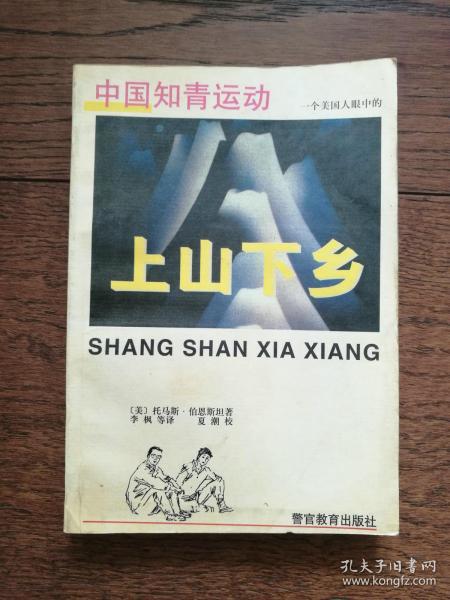 中国知青运动
一个美国人眼中的
上山下乡
SHANG SHAN XIA XIANG
〔美〕托马斯·伯恩斯坦著
李枫等译 夏潮校
警官教育出版社
孔夫子旧书网
www.kongfz.com